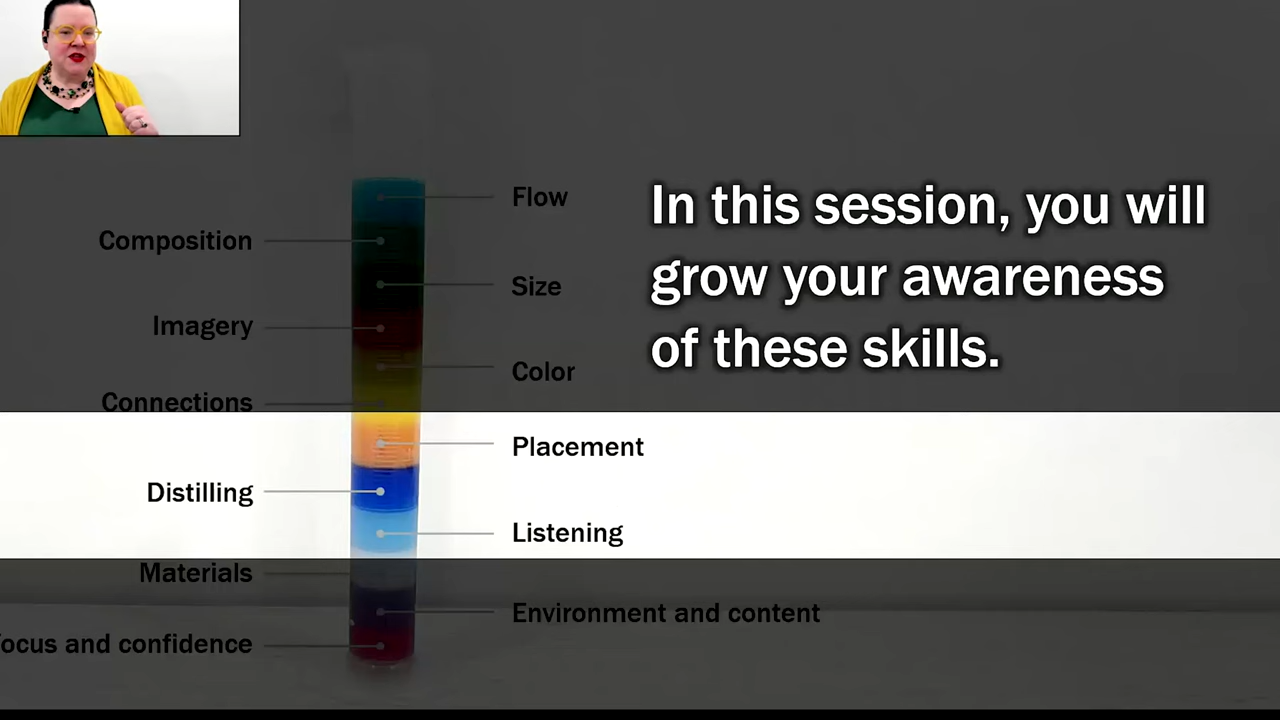 Flow
In this session, you will
grow your awareness
of these skills.
Composition
Size
Imagery
Color
Connections
Placement
Distilling
Listening
Materials
Environment and content
ocus and confidence